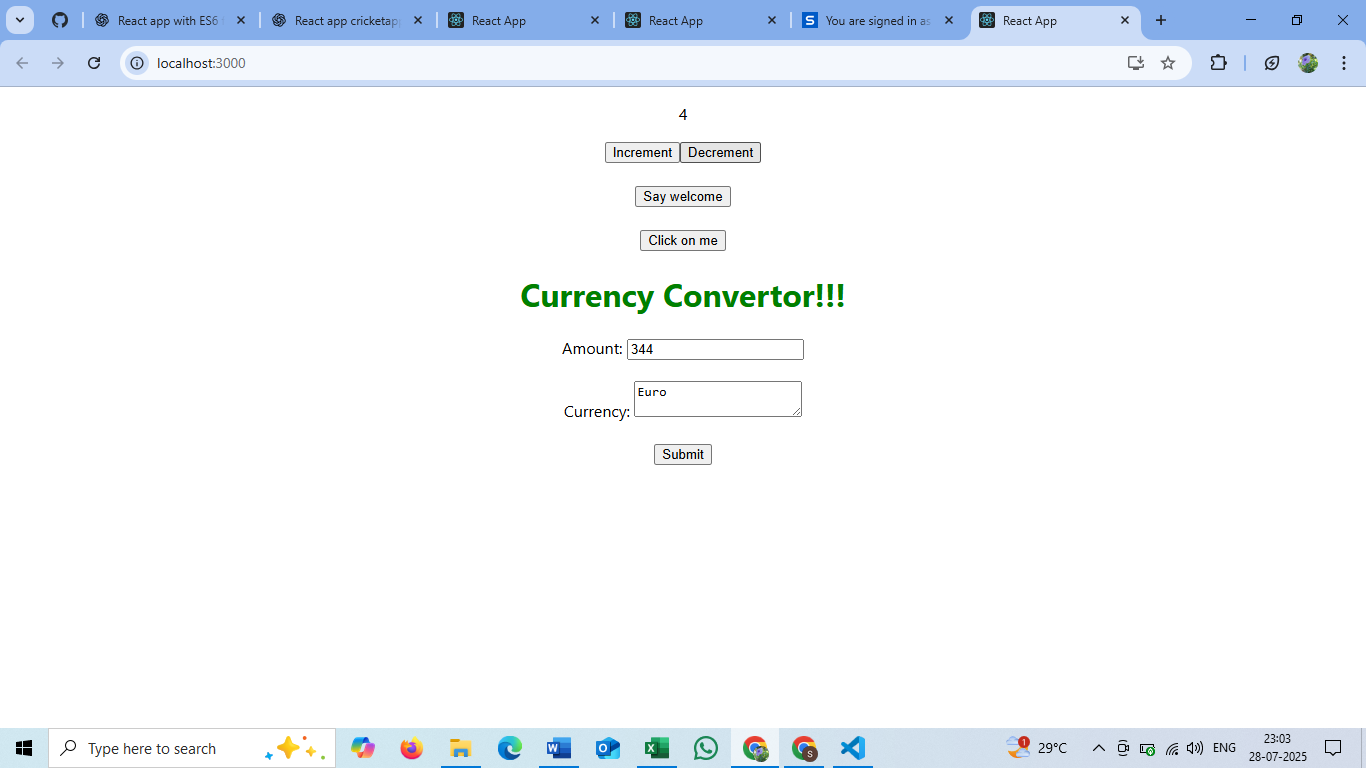 React app with ES6
React app cricketapp
React App
React App
You are signed in as
React App
localhost:3000
4
Increment Decrement
Say welcome
Click on me
Currency Convertor!!!
Amount: 344
Currency: Euro
Submit
Type here to search
1
29°C
ENG
23:03
28-07-2025